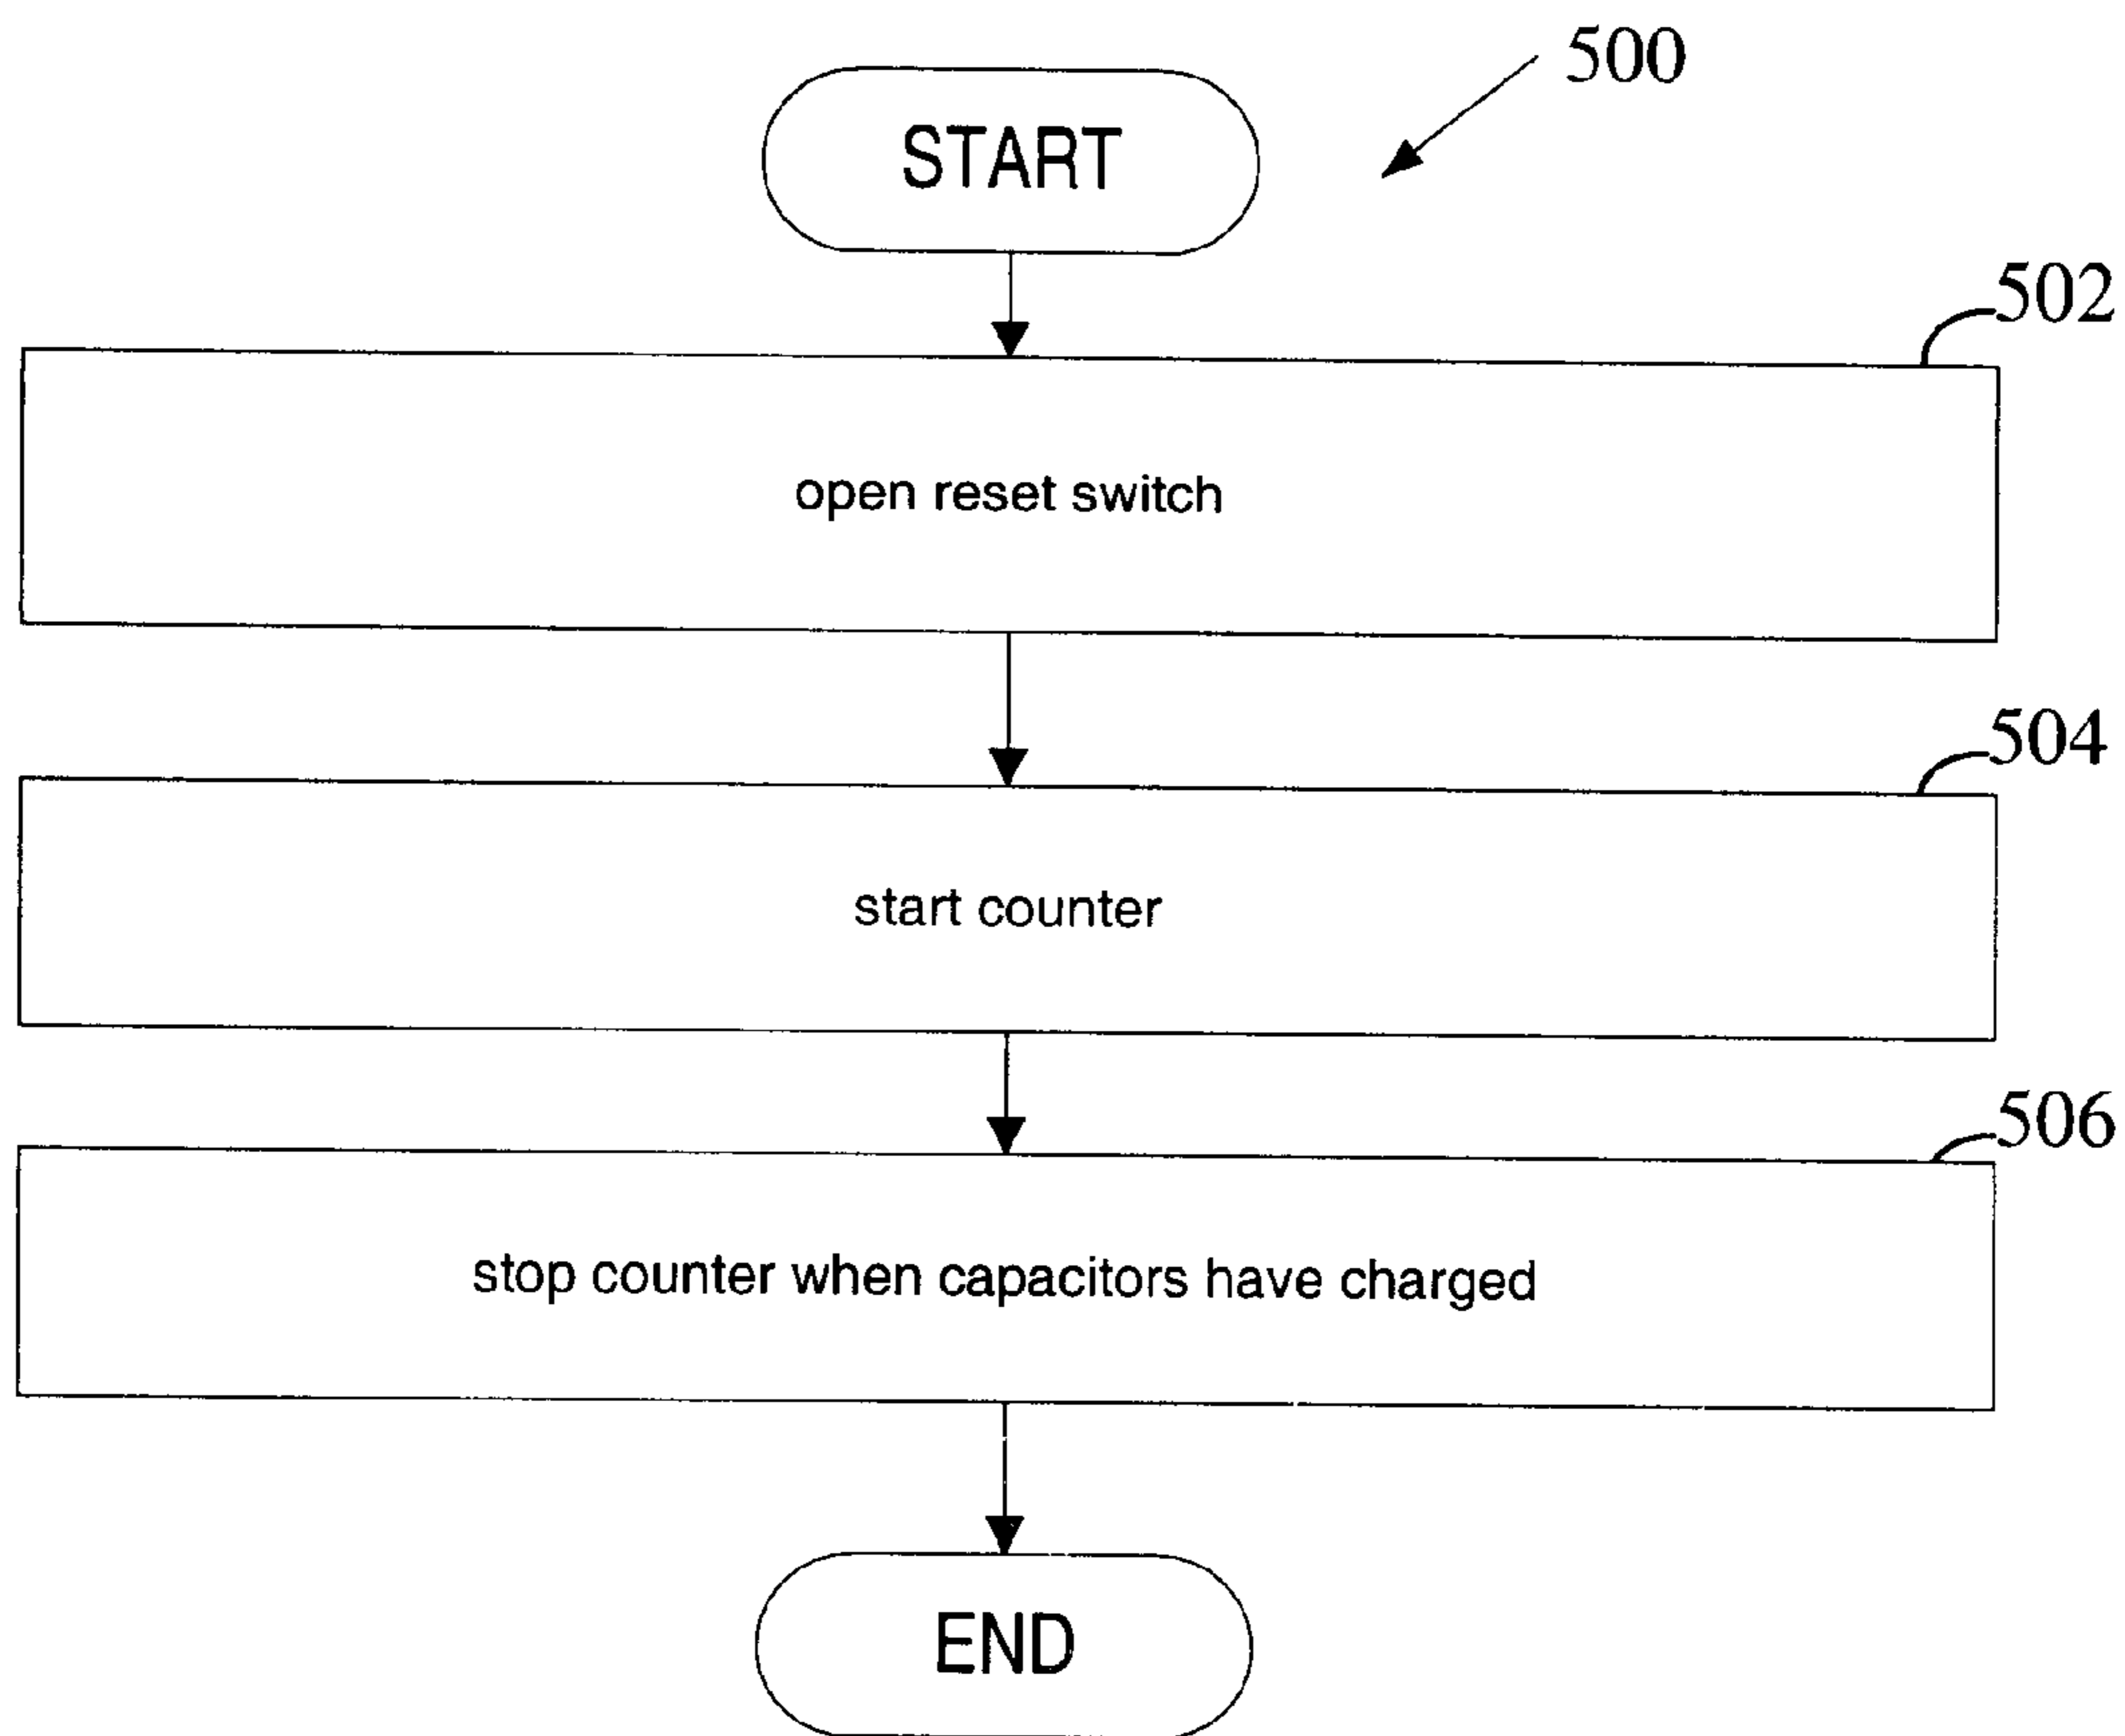 500
START
502
open reset switch
504
start counter
506
stop counter when capacitors have charged
END